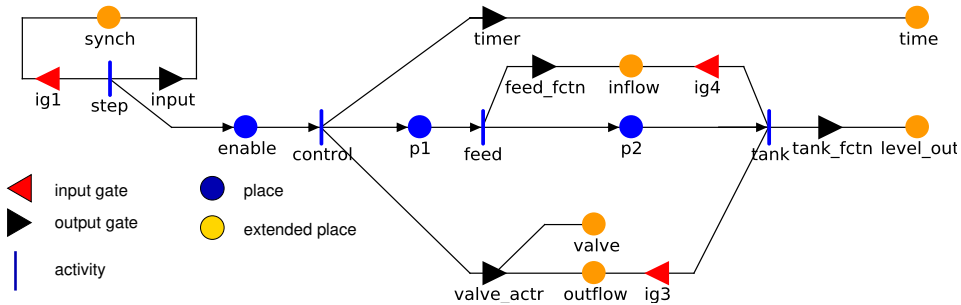 synch
timer
time
ig1
step
input
feed_fctn
inflow
ig4
enable
control
p1
feed
p2
tank
tank_fctn
level_out
input gate
place
output gate
extended place
activity
valve
valve_actr
outflow
ig3